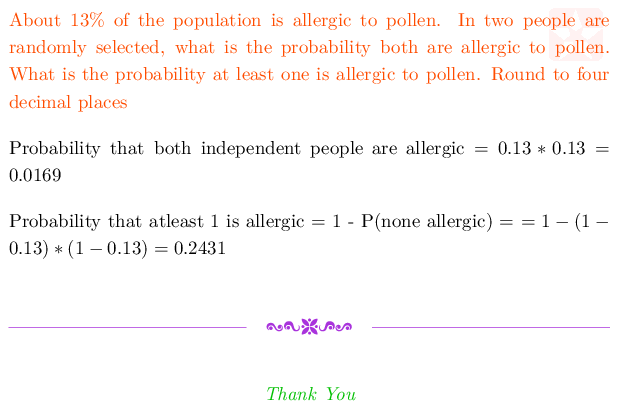 About 13% of the population is allergic to pollen. In two people are
randomly selected, what is the probability both are allergic to pollen.
What is the probability at least one is allergic to pollen. Round to four
decimal places
Probability that both independent people are allergic = 0.13 ∗ 0.13 =
0.0169
Probability that atleast 1 is allergic = 1 - P(none allergic) = = 1 − (1 −
0.13) ∗ (1 − 0.13) = 0.2431
Thank You